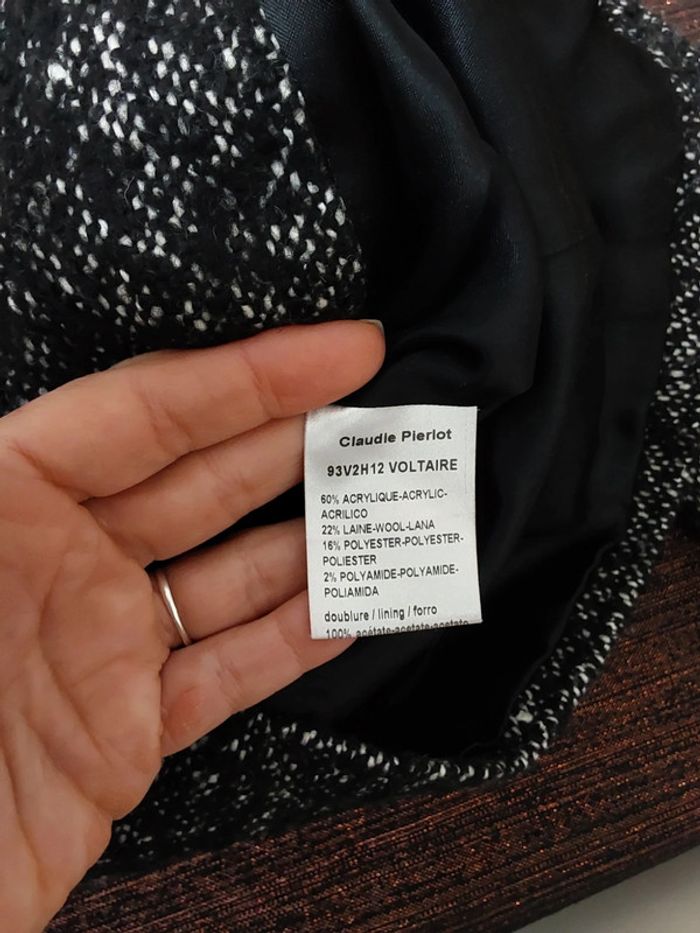 Claudie Pierlot
93V2H12 VOLTAIRE
60% ACRYLIQUE-ACRYLIC-
ACRILICO
22% LAINE-WOOL-LANA
16% POLYESTER-POLYESTER-
POLIESTER
2% POLYAMIDE-POLYAMIDE-
POLIAMIDA
doublure / lining / forro
100% acétate-acetate-acetato